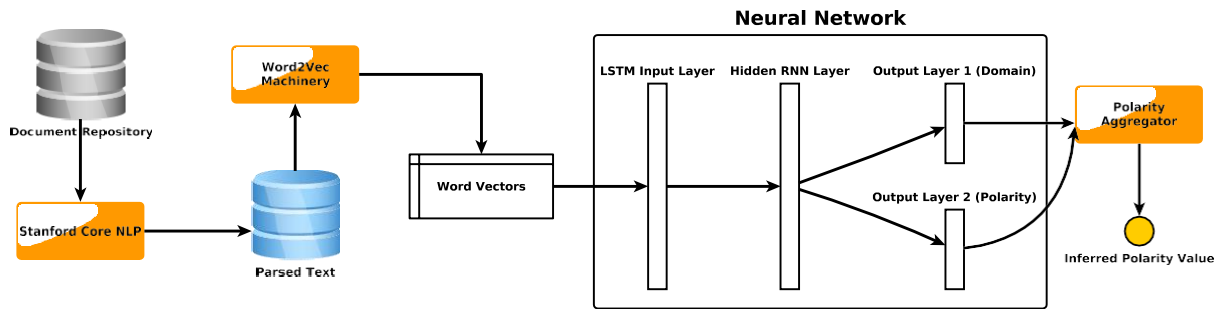 Neural Network
Document Repository
Stanford Core NLP
Parsed Text
Word2Vec
Machinery
Word Vectors
LSTM Input Layer
Hidden RNN Layer
Output Layer 1 (Domain)
Output Layer 2 (Polarity)
Polarity
Aggregator
Inferred Polarity Value